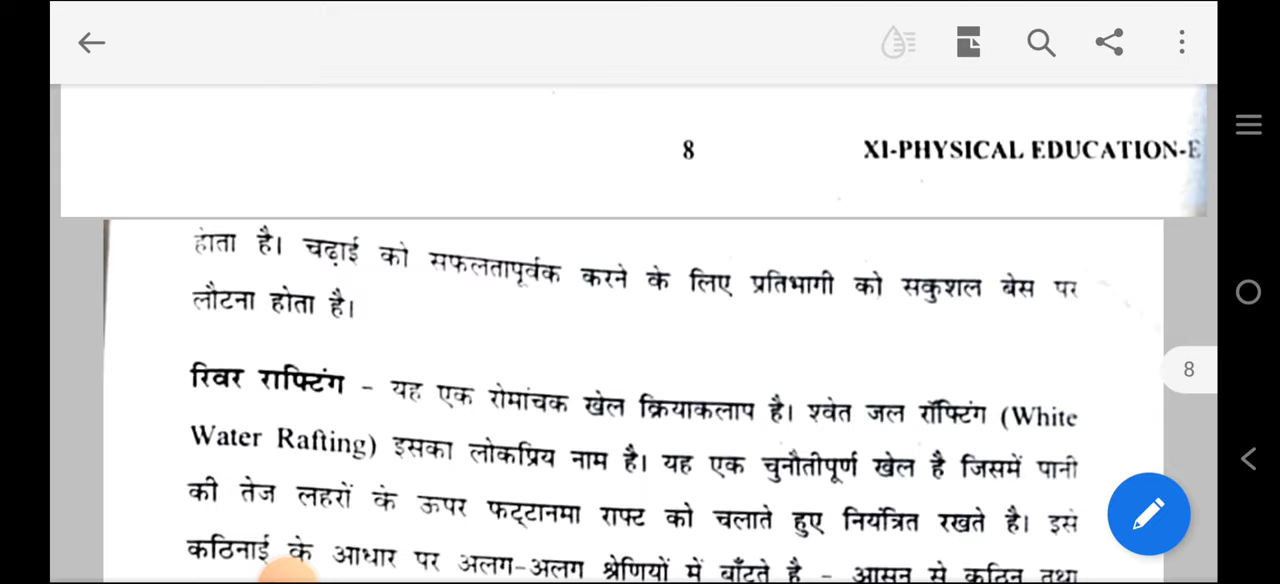 8 XI-PHYSICAL EDUCATION-E
होता है। चढ़ाई को सफलतापूर्वक करने के लिए प्रतिभागी को सकुशल बेस पर
लौटना होता है।
रिवर राफ्टिंग - यह एक रोमांचक खेल क्रियाकलाप है। श्वेत जल रॉफ्टिंग (White
Water Rafting) इसका लोकप्रिय नाम है। यह एक चुनौतीपूर्ण खेल है जिसमें पानी
8
की तेज लहरों के ऊपर फट्टानमा राफ्ट को चलाते हुए नियंत्रित रखते है। इसे
कठिनाई के आधार पर अलग-अलग श्रेणियों में बाँटते है - आसन से कठिन तथा